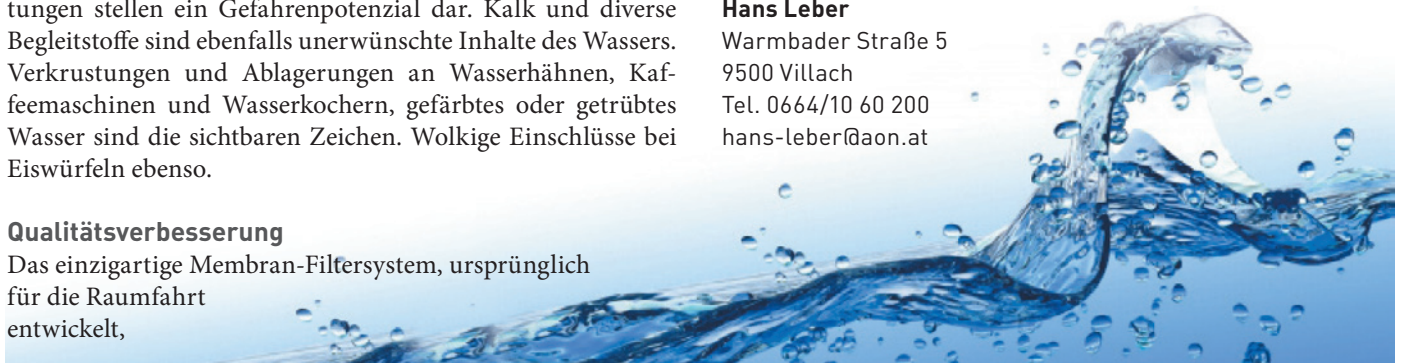 tungen stellen ein Gefahrenpotenzial dar. Kalk und diverse
Begleitstoffe sind ebenfalls unerwünschte Inhalte des Wassers.
Verkrustungen und Ablagerungen an Wasserhähnen, Kaf-
feemaschinen und Wasserkochern, gefärbtes oder getrübtes
Wasser sind die sichtbaren Zeichen. Wolkige Einschlüsse bei
Eiswürfeln ebenso.
Qualitätsverbesserung
Das einzigartige Membran-Filtersystem, ursprünglich
für die Raumfahrt
entwickelt,
Hans Leber
Warmbader Straße 5
9500 Villach
Tel. 0664/10 60 200
hans-leber@aon.at